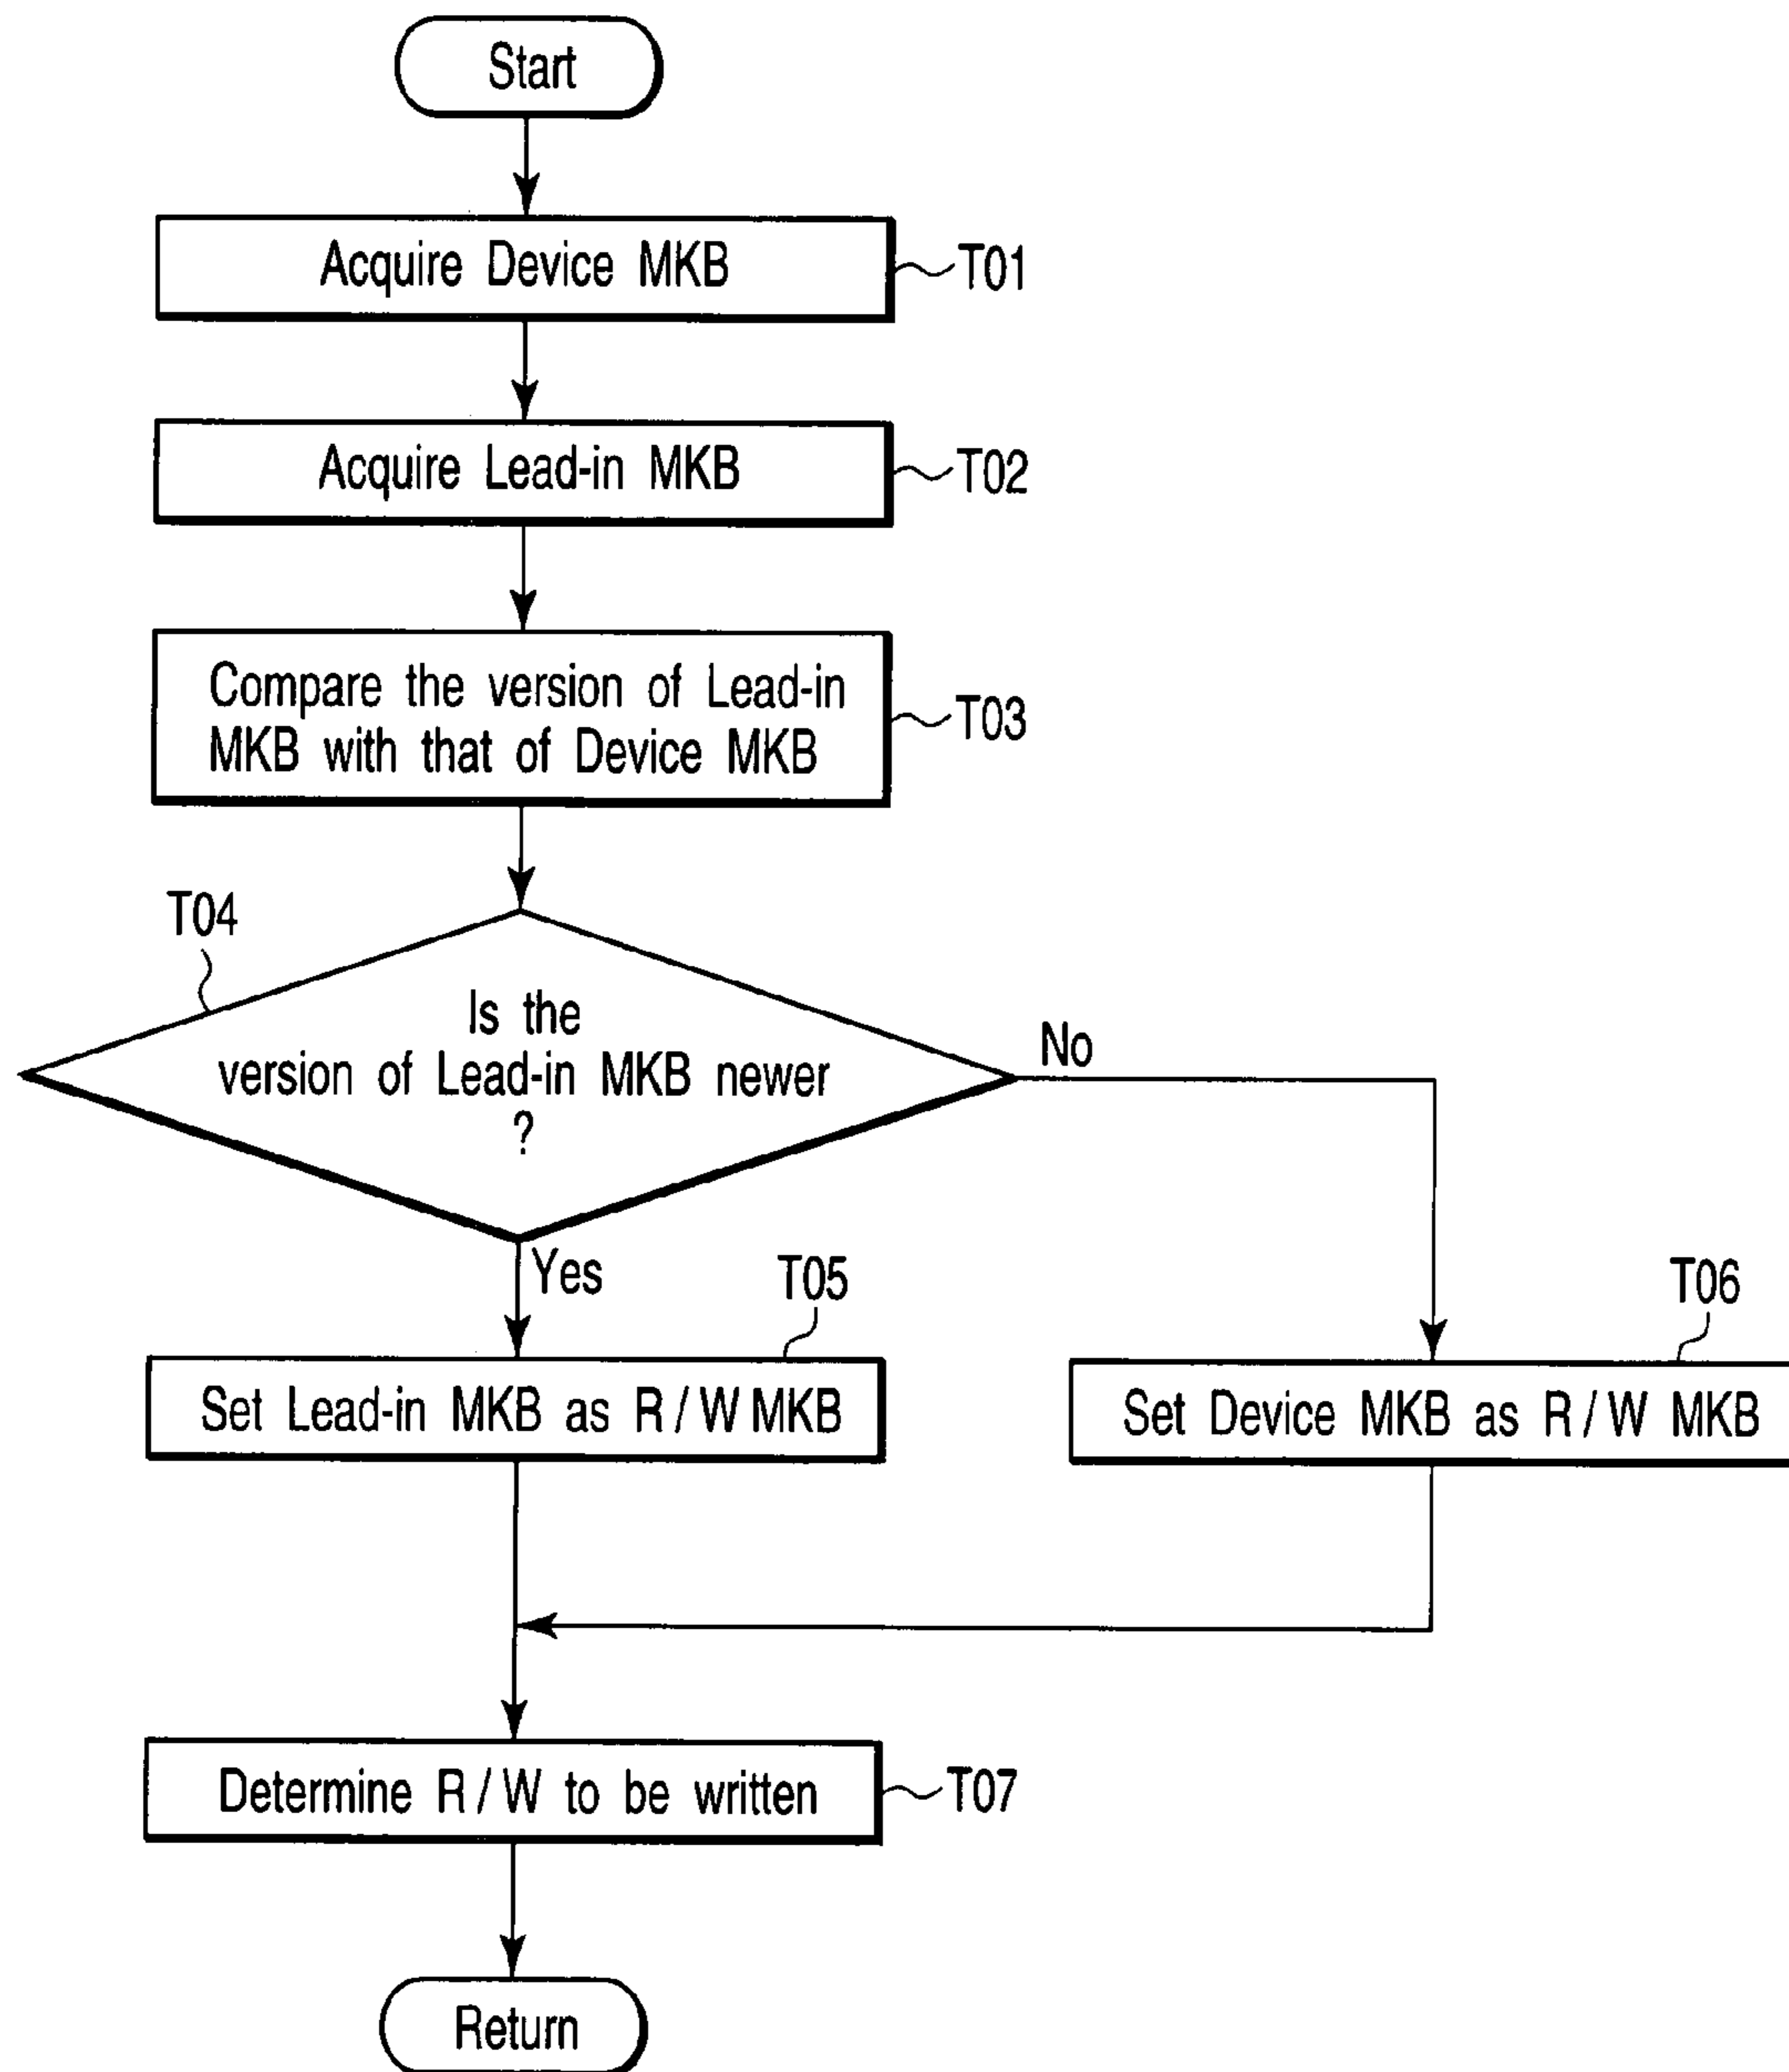 Start
Acquire Device MKB
T01
Acquire Lead-in MKB
T02
Compare the version of Lead-in
MKB with that of Device MKB
T03
T04
Is the
version of Lead-in MKB newer
?
No
Yes
T05
T06
Set Lead-in MKB as R/W MKB
Set Device MKB as R/W MKB
Determine R/W to be written
T07
Return